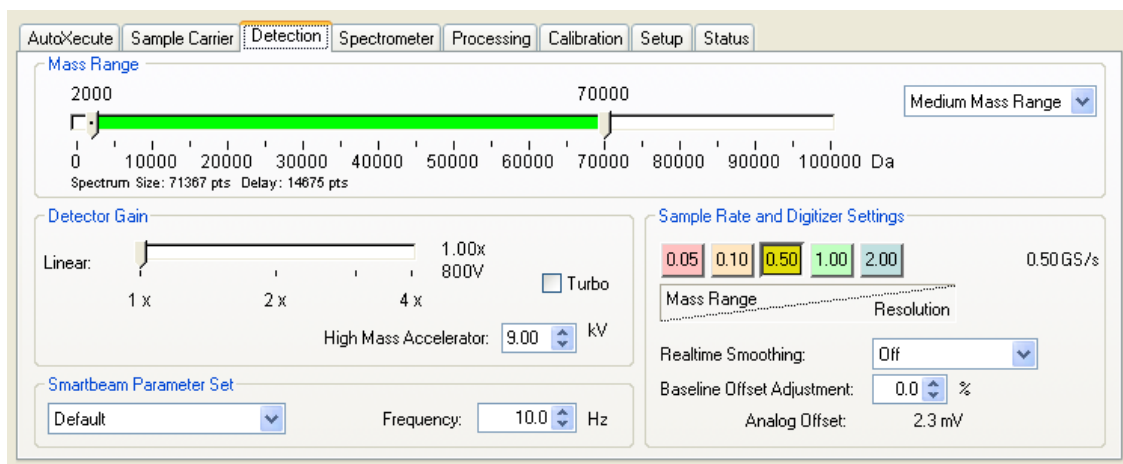 AutoXecute Sample Carrier Detection Spectrometer Processing Calibration Setup Status
Mass Range
2000 70000
Medium Mass Range
0 10000 20000 30000 40000 50000 60000 70000 80000 90000 100000 Da
Spectrum Size: 71367 pts Delay: 14675 pts
Detector Gain
Linear:
1.00x
800V
1 x 2 x 4 x
Turbo
High Mass Accelerator: 9.00 kV
Smartbeam Parameter Set
Default
Frequency: 10.0 Hz
Sample Rate and Digitizer Settings
0.05 0.10 0.50 1.00 2.00 0.50 GS/s
Mass Range
Resolution
Realtime Smoothing: Off
Baseline Offset Adjustment: 0.0 %
Analog Offset: 2.3 mV